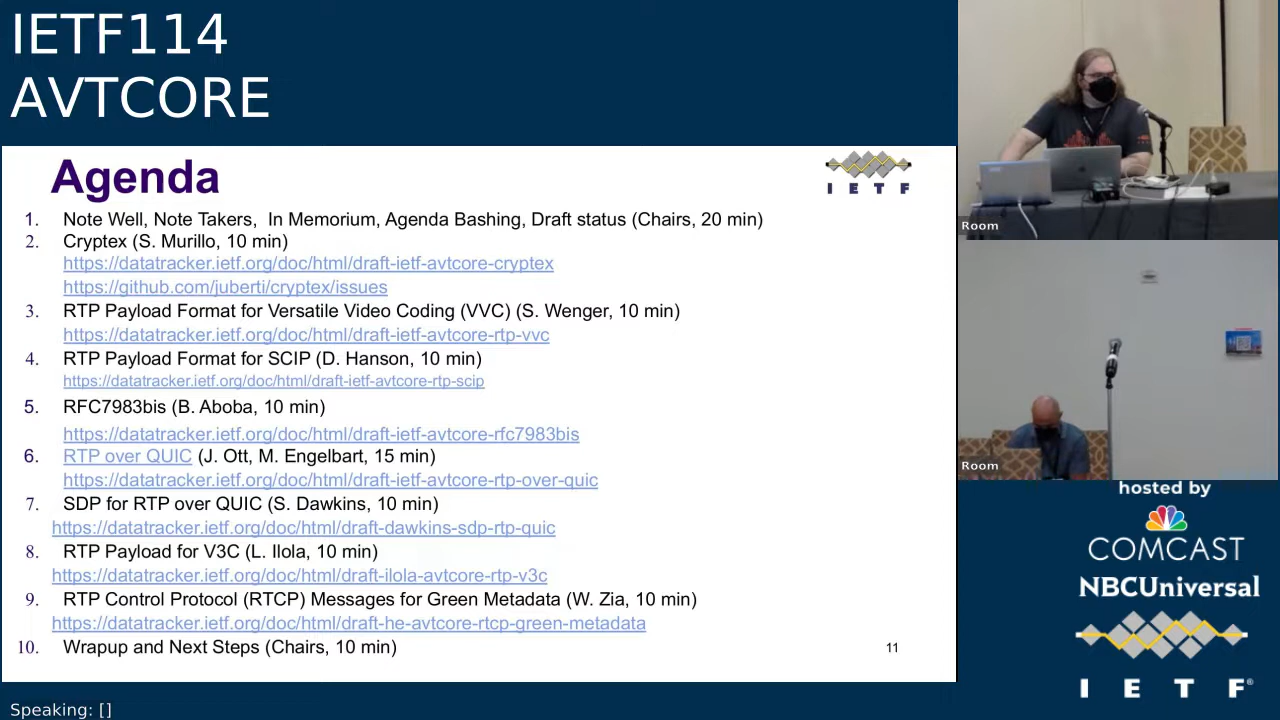 IETF114
AVTCORE
Agenda
I E T F
1. Note Well, Note Takers, In Memorium, Agenda Bashing, Draft status (Chairs, 20 min)
2. Cryptex (S. Murillo, 10 min)
https://datatracker.ietf.org/doc/html/draft-ietf-avtcore-cryptex
https://github.com/juberti/cryptex/issues
3. RTP Payload Format for Versatile Video Coding (VVC) (S. Wenger, 10 min)
https://datatracker.ietf.org/doc/html/draft-ietf-avtcore-rtp-vvc
4. RTP Payload Format for SCIP (D. Hanson, 10 min)
https://datatracker.ietf.org/doc/html/draft-ietf-avtcore-rtp-scip
5. RFC7983bis (B. Aboba, 10 min)
https://datatracker.ietf.org/doc/html/draft-ietf-avtcore-rfc7983bis
6. RTP over QUIC (J. Ott, M. Engelbart, 15 min)
https://datatracker.ietf.org/doc/html/draft-ietf-avtcore-rtp-over-quic
7. SDP for RTP over QUIC (S. Dawkins, 10 min)
https://datatracker.ietf.org/doc/html/draft-dawkins-sdp-rtp-quic
8. RTP Payload for V3C (L. Ilola, 10 min)
https://datatracker.ietf.org/doc/html/draft-ilola-avtcore-rtp-v3c
9. RTP Control Protocol (RTCP) Messages for Green Metadata (W. Zia, 10 min)
https://datatracker.ietf.org/doc/html/draft-he-avtcore-rtcp-green-metadata
10. Wrapup and Next Steps (Chairs, 10 min)
11
Room
Room
hosted by
COMCAST
NBCUniversal
I E T F®
Speaking: []